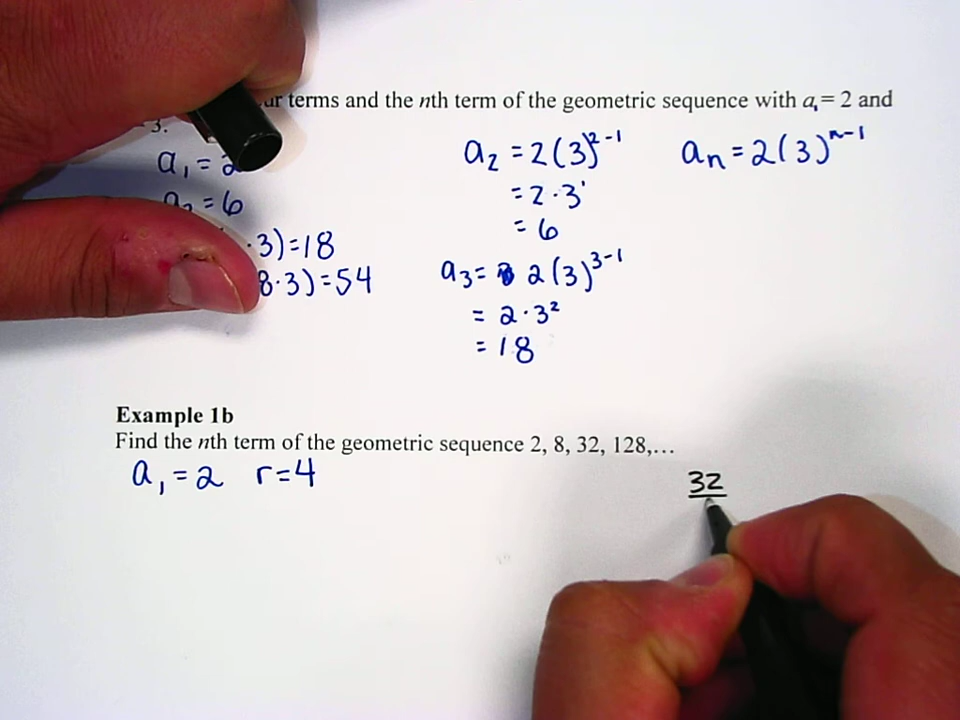 terms and the nth term of the geometric sequence with a₁ = 2 and
3.
a₁ = 2
a₂ = 6
·3)=18
8·3)=54
a₂ = 2(3)²⁻¹
= 2·3¹
= 6
a₃= 2(3)³⁻¹
= 2·3²
= 18
aₙ = 2(3)ⁿ⁻¹
Example 1b
Find the nth term of the geometric sequence 2, 8, 32, 128,…
a₁ = 2 r=4
32